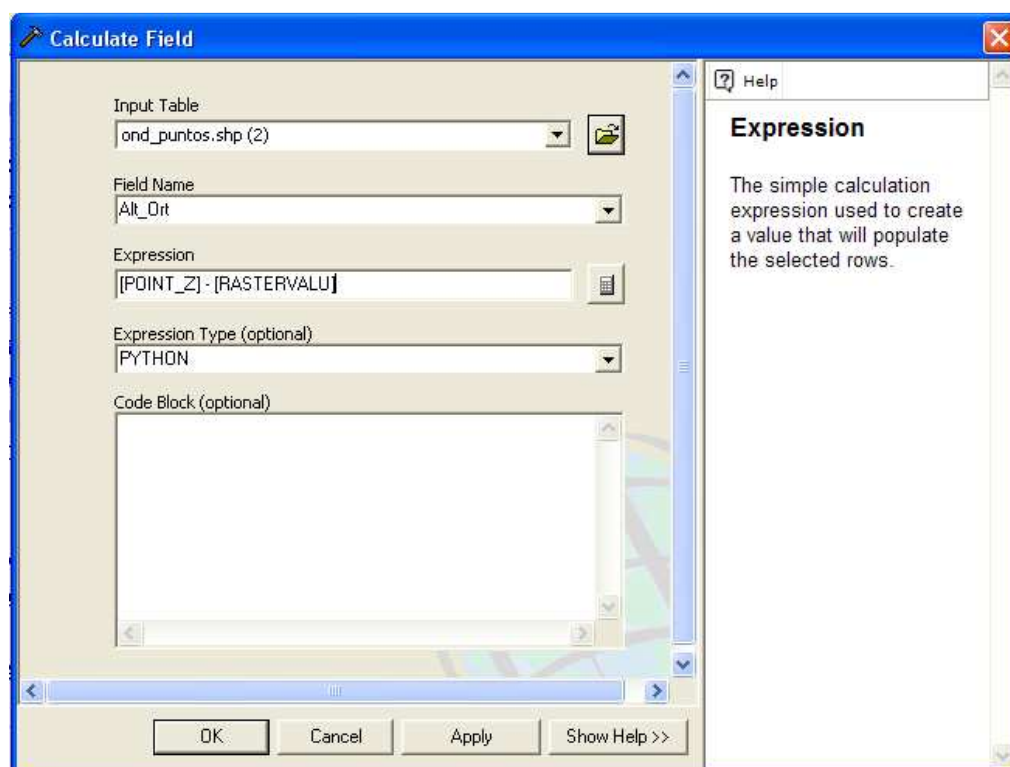 Calculate Field
Input Table
ond_puntos.shp (2)
Field Name
Alt_Ort
Expression
[POINT_Z] - [RASTERVALU]
Expression Type (optional)
PYTHON
Code Block (optional)
OK
Cancel
Apply
Show Help >>
Help
Expression
The simple calculation
expression used to create
a value that will populate
the selected rows.